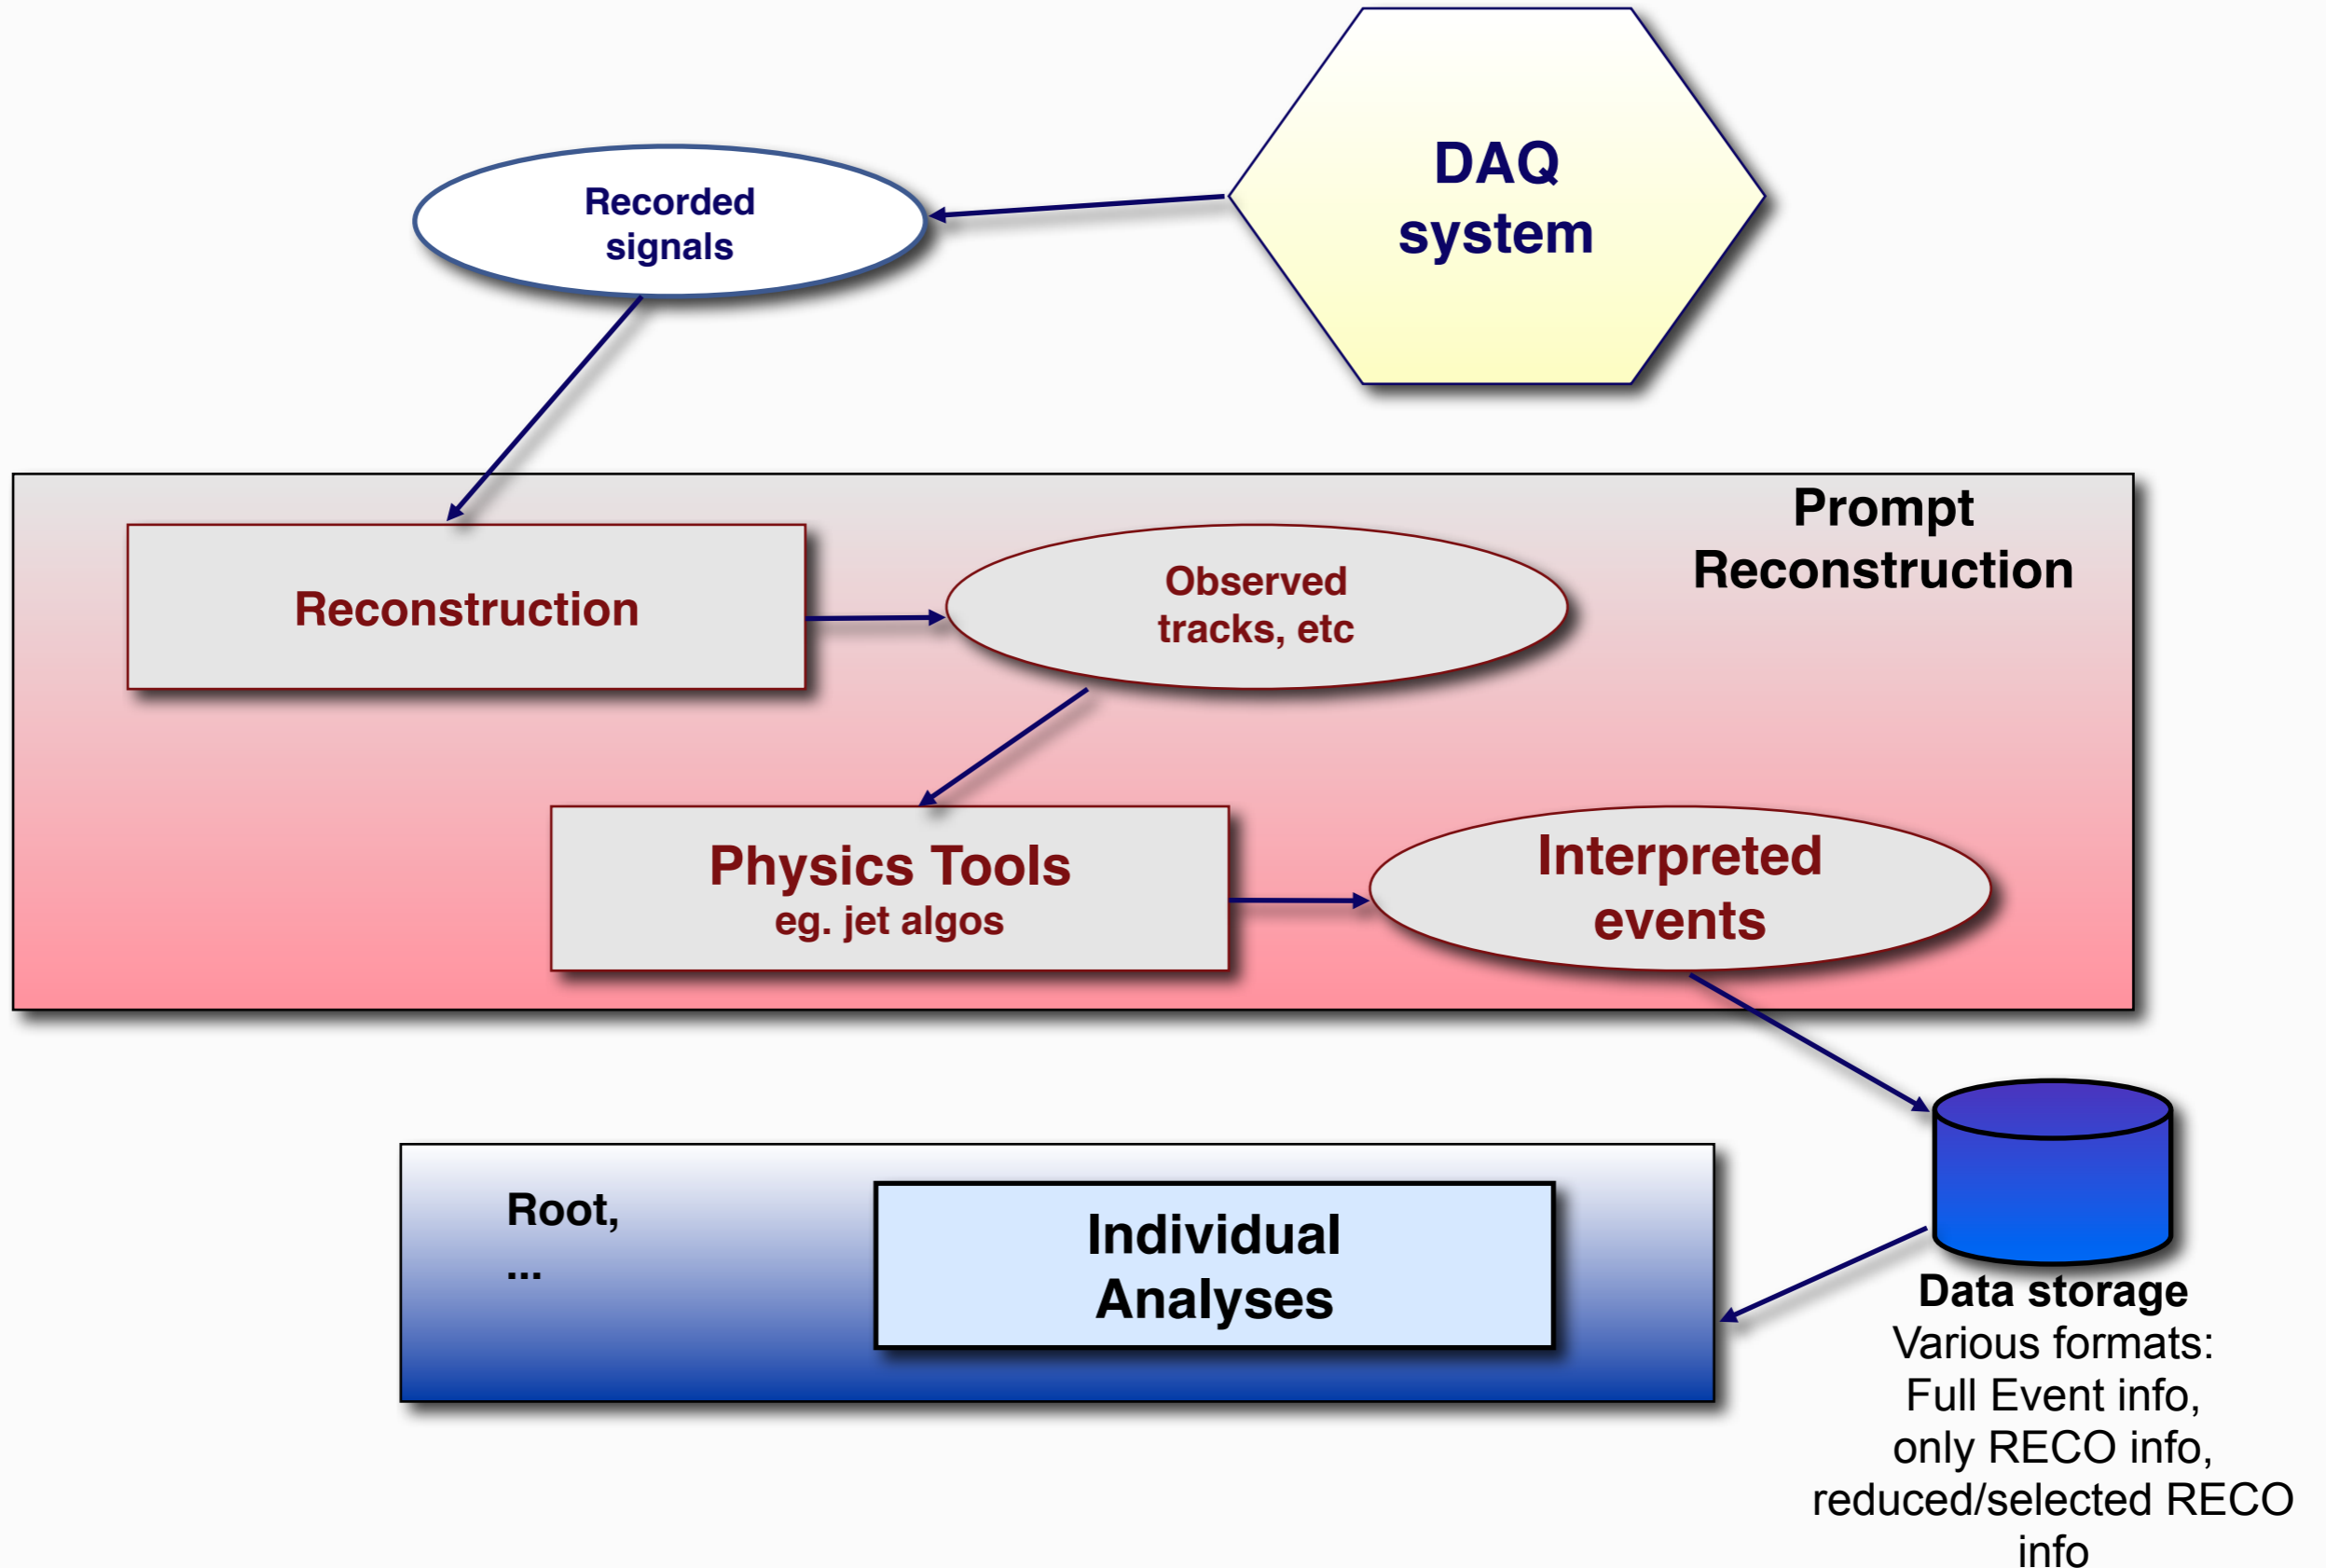 DAQ
system
Recorded
signals
Prompt
Reconstruction
Reconstruction
Observed
tracks, etc
Physics Tools
eg. jet algos
Interpreted
events
Root,
...
Individual
Analyses
Data storage
Various formats:
Full Event info,
only RECO info,
reduced/selected RECO
info